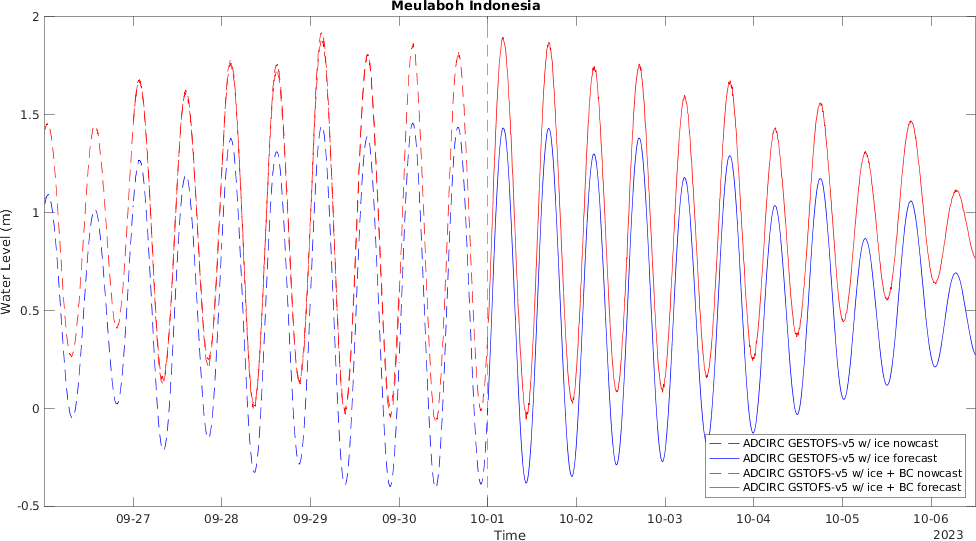 Meulaboh Indonesia
2
1.5
1
0.5
0
-0.5
Water Level (m)
09-27
09-28
09-29
09-30
10-01
10-02
10-03
10-04
10-05
10-06
Time
2023
ADCIRC GESTOFS-v5 w/ ice nowcast
ADCIRC GESTOFS-v5 w/ ice forecast
ADCIRC GSTOFS-v5 w/ ice + BC nowcast
ADCIRC GSTOFS-v5 w/ ice + BC forecast